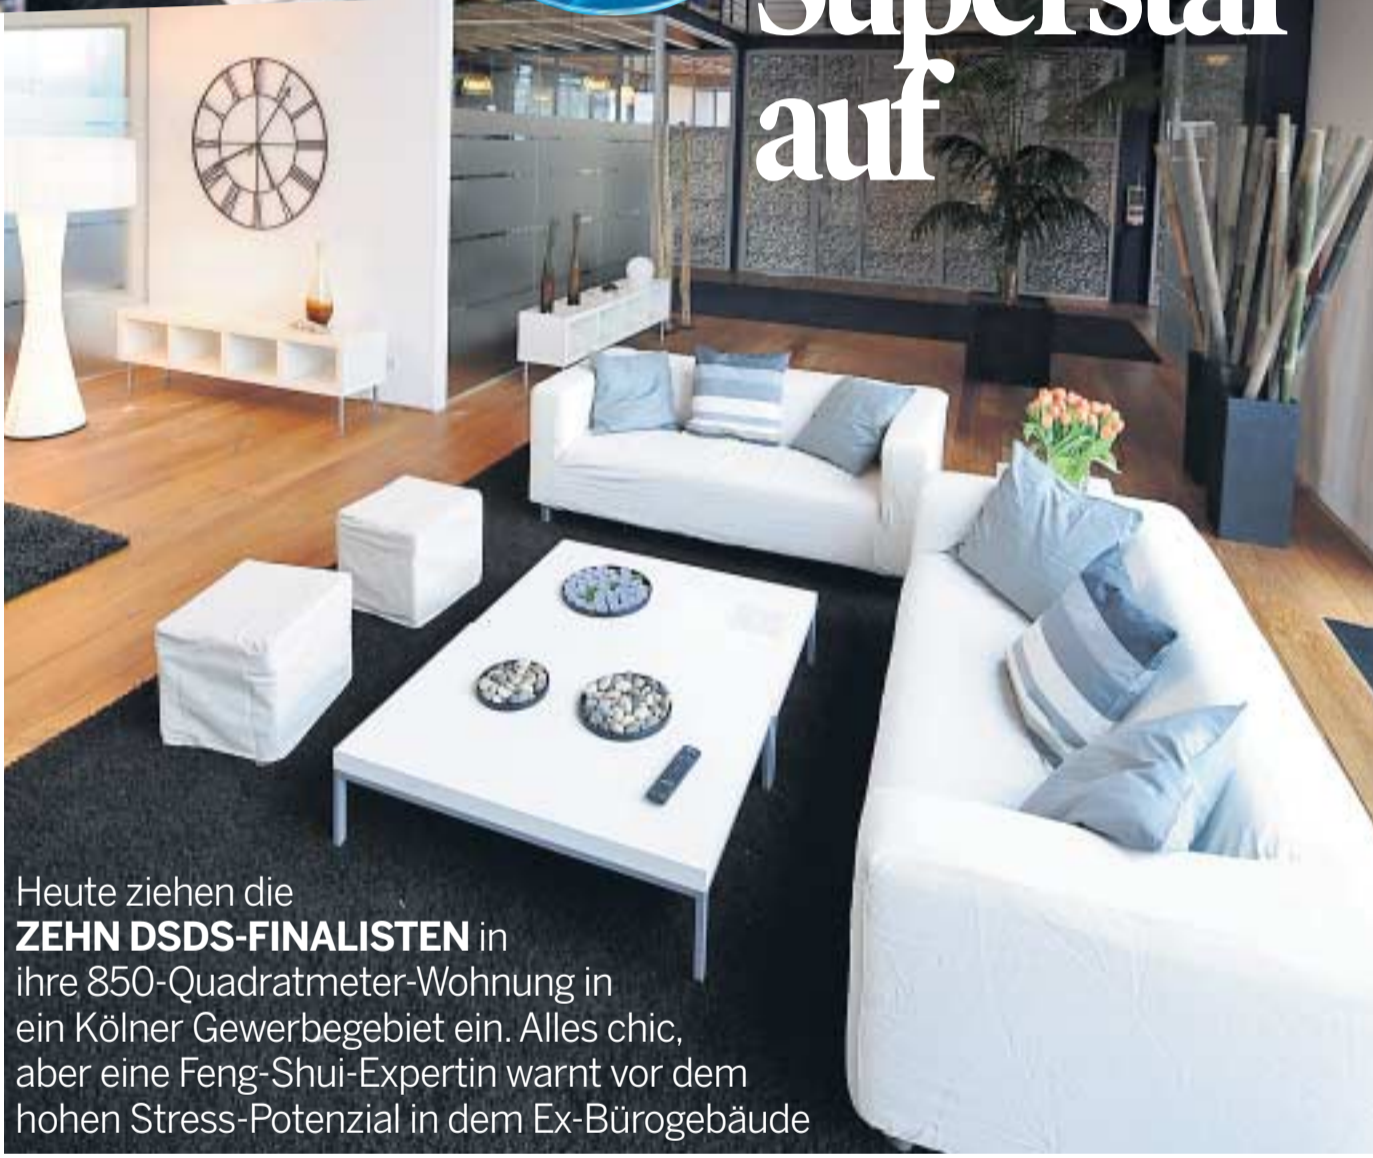 Superstar
auf
Heute ziehen die
ZEHN DSDS-FINALISTEN in
ihre 850-Quadratmeter-Wohnung in
ein Kölner Gewerbegebiet ein. Alles chic,
aber eine Feng-Shui-Expertin warnt vor dem
hohen Stress-Potenzial in dem Ex-Bürogebäude